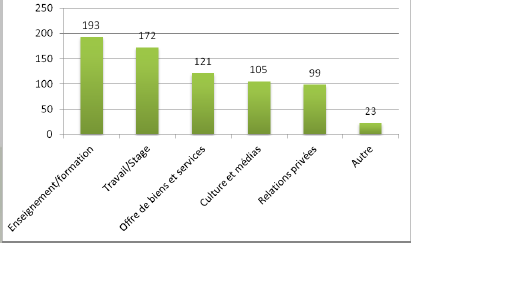 250
200
150
100
50
0
193
172
121
105
99
23
Enseignement/formation
Travail/Stage
Offre de biens et services
Culture et médias
Relations privées
Autre